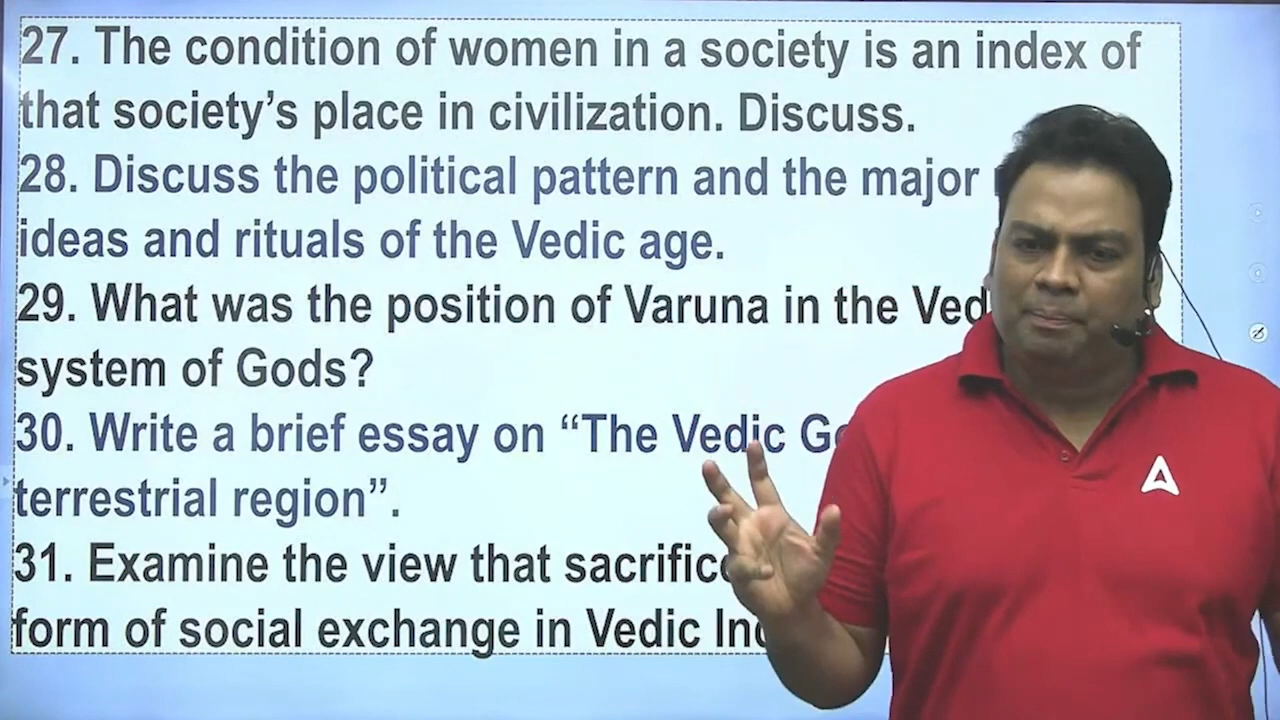 27. The condition of women in a society is an index of
that society’s place in civilization. Discuss.
28. Discuss the political pattern and the major
ideas and rituals of the Vedic age.
29. What was the position of Varuna in the
system of Gods?
30. Write a brief essay on “The Vedic
terrestrial region”.
31. Examine the view that
form of social exchange in Vedic